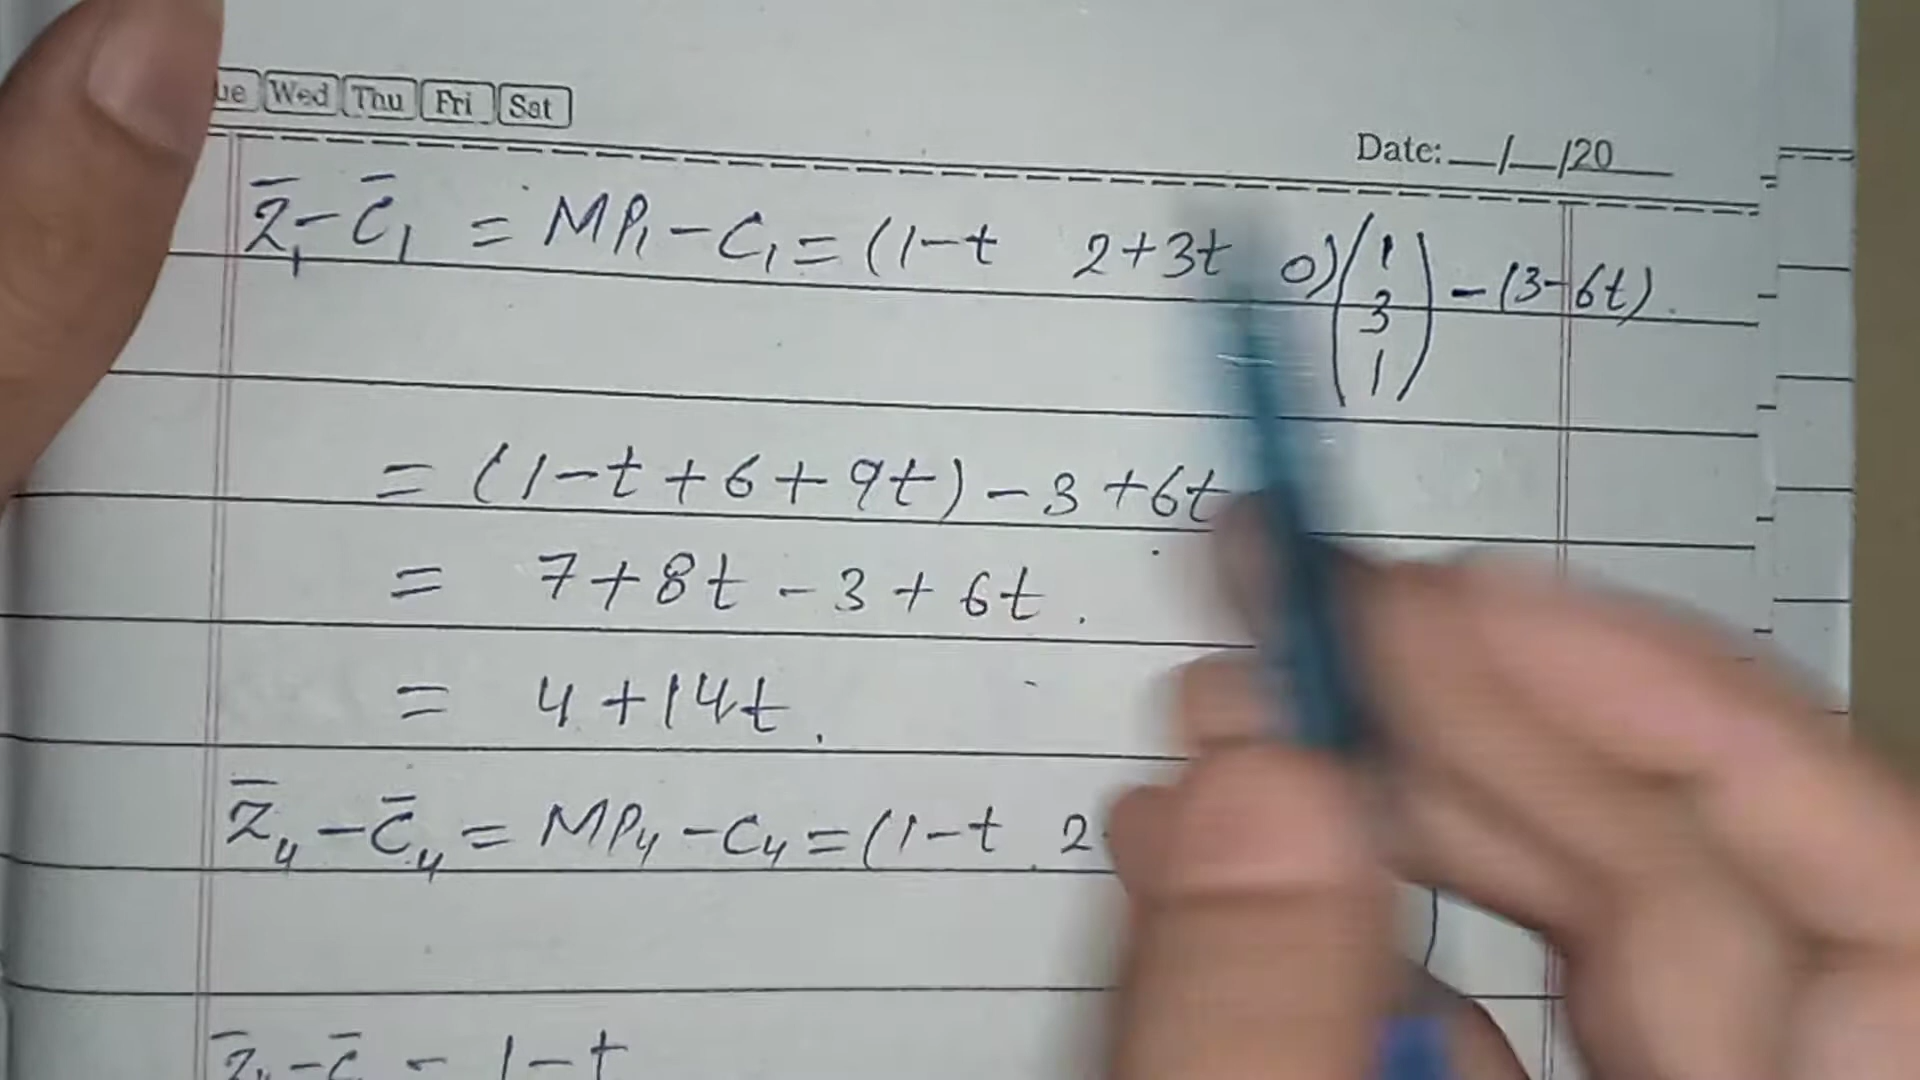 Wed Thu Fri Sat
Date: __/__/20__
z̄₁ - c̄₁ = MP₁ - C₁ = (1-t 2+3t 0) (1 3 1) - (3-6t).
= (1-t+6+9t) - 3 + 6t
= 7+8t - 3 + 6t.
= 4 + 14t.
z̄₄ - c̄₄ = MP₄ - C₄ = (1-t 2
z̄₄ - c̄ = 1-t